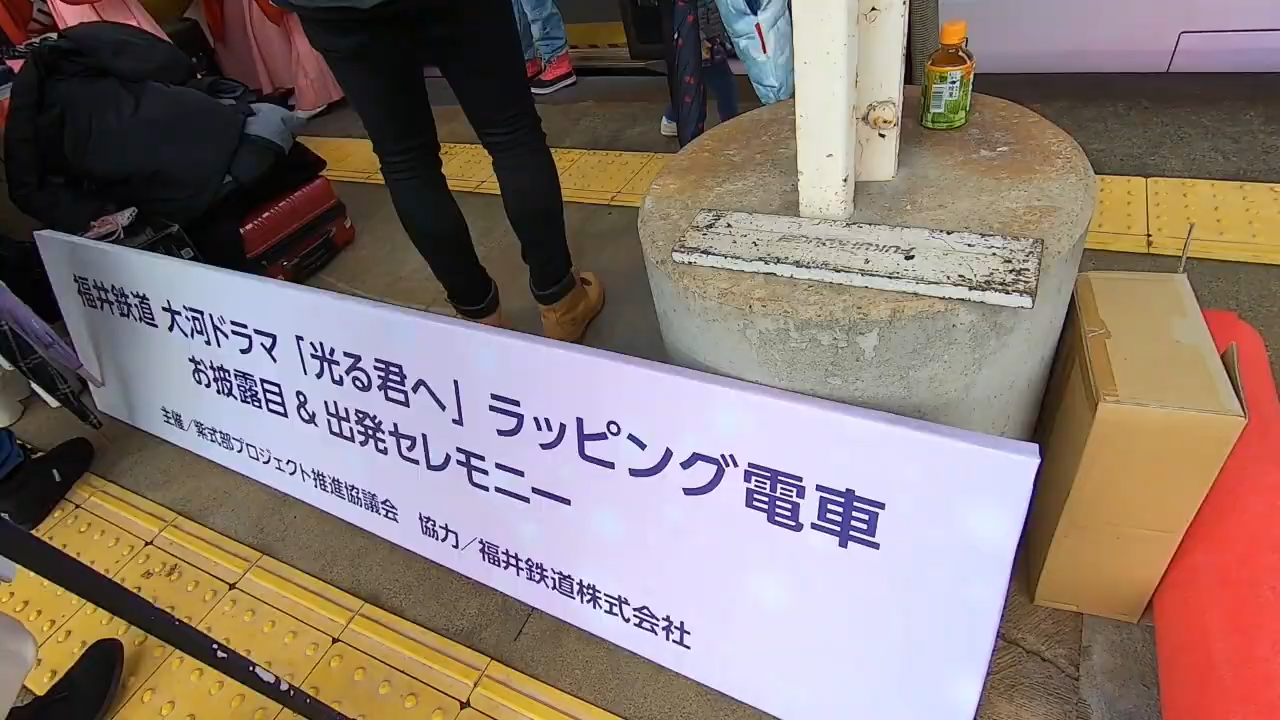 福井鉄道 大河ドラマ「光る君へ」ラッピング電車
お披露目 & 出発セレモニー
主催／紫式部プロジェクト推進協議会　協力／福井鉄道株式会社